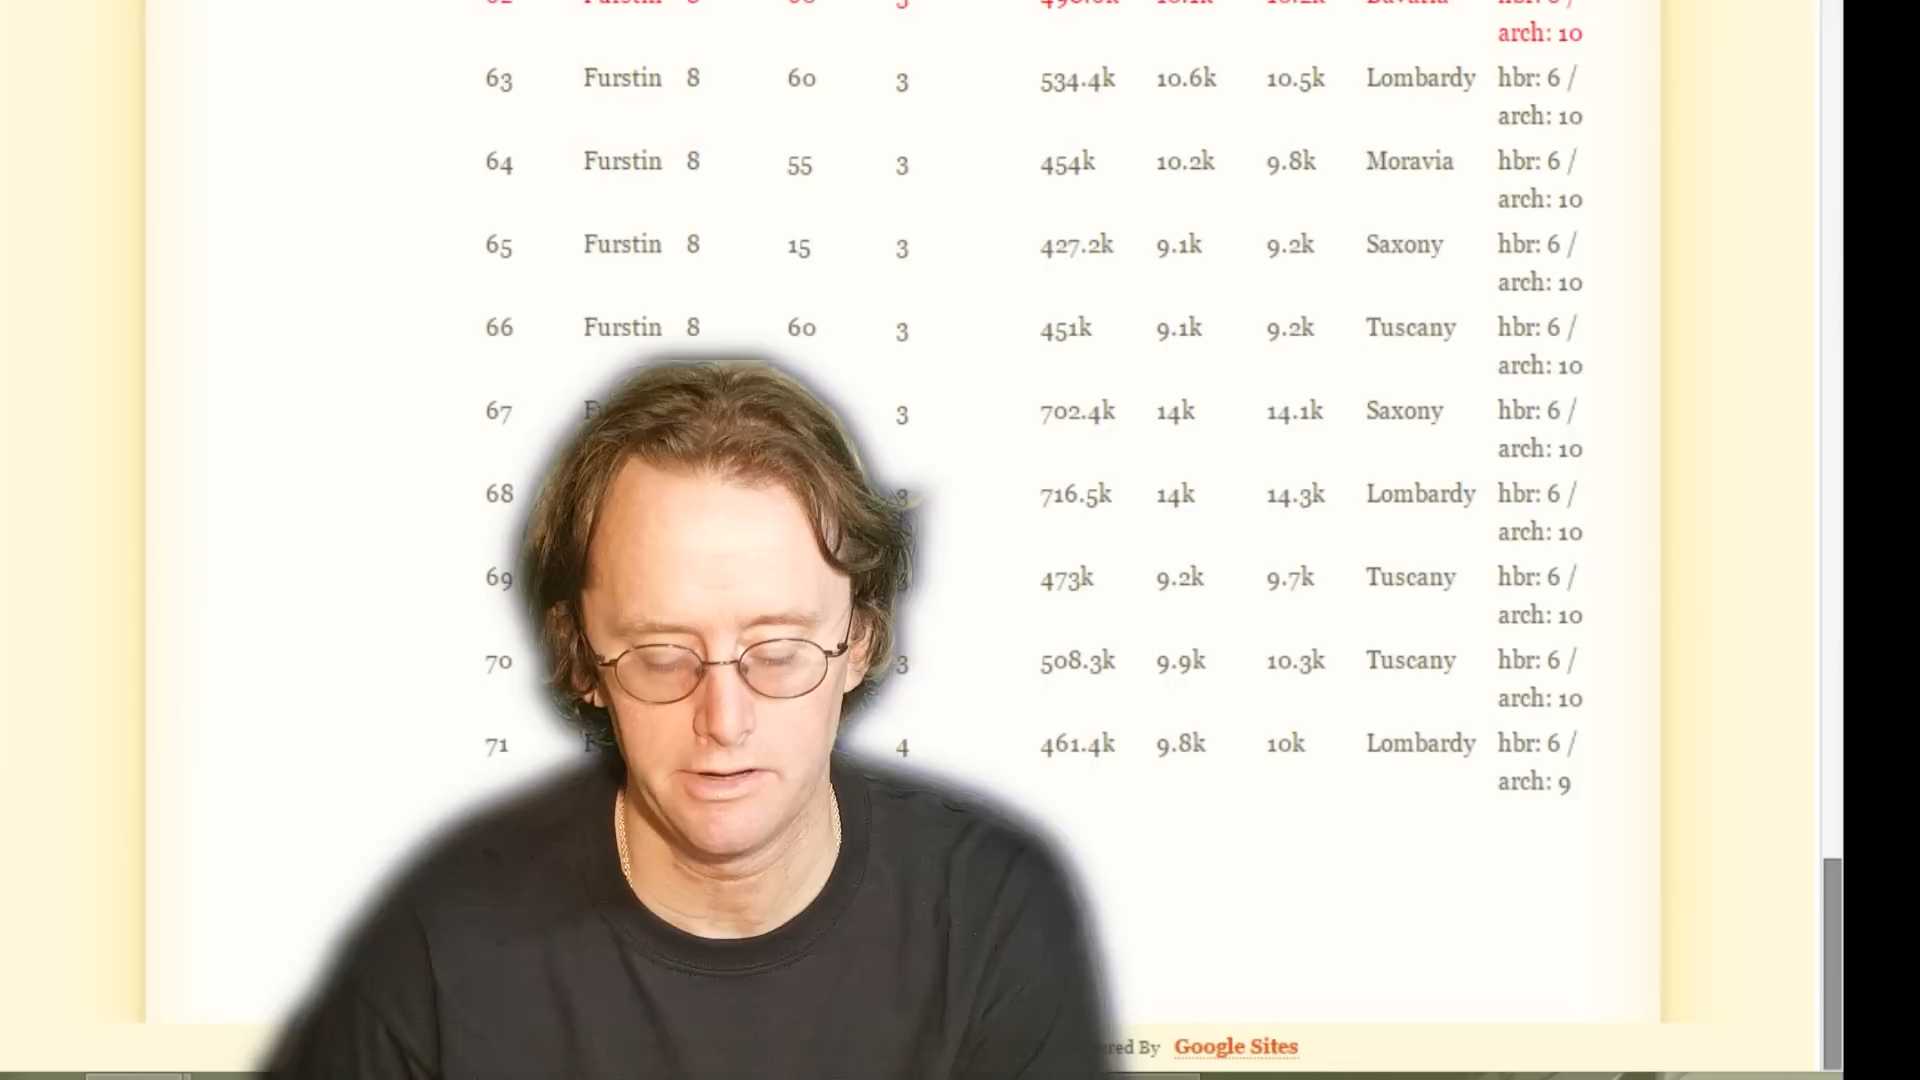 arch: 10
63 Furstin 8 60 3 534.4k 10.6k 10.5k Lombardy hbr: 6 /
arch: 10
64 Furstin 8 55 3 454k 10.2k 9.8k Moravia hbr: 6 /
arch: 10
65 Furstin 8 15 3 427.2k 9.1k 9.2k Saxony hbr: 6 /
arch: 10
66 Furstin 8 60 3 451k 9.1k 9.2k Tuscany hbr: 6 /
arch: 10
67 3 702.4k 14k 14.1k Saxony hbr: 6 /
arch: 10
68 3 716.5k 14k 14.3k Lombardy hbr: 6 /
arch: 10
69 473k 9.2k 9.7k Tuscany hbr: 6 /
arch: 10
70 3 508.3k 9.9k 10.3k Tuscany hbr: 6 /
arch: 10
71 4 461.4k 9.8k 10k Lombardy hbr: 6 /
arch: 9
By Google Sites